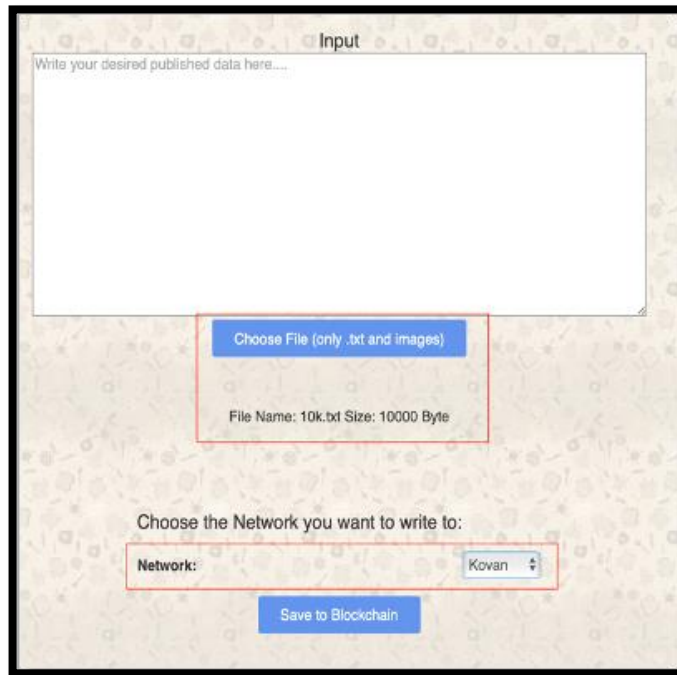 Input
Write your desired published data here....
Choose File (only .txt and images)
File Name: 10k.txt Size: 10000 Byte
Choose the Network you want to write to:
Network: Kovan
Save to Blockchain